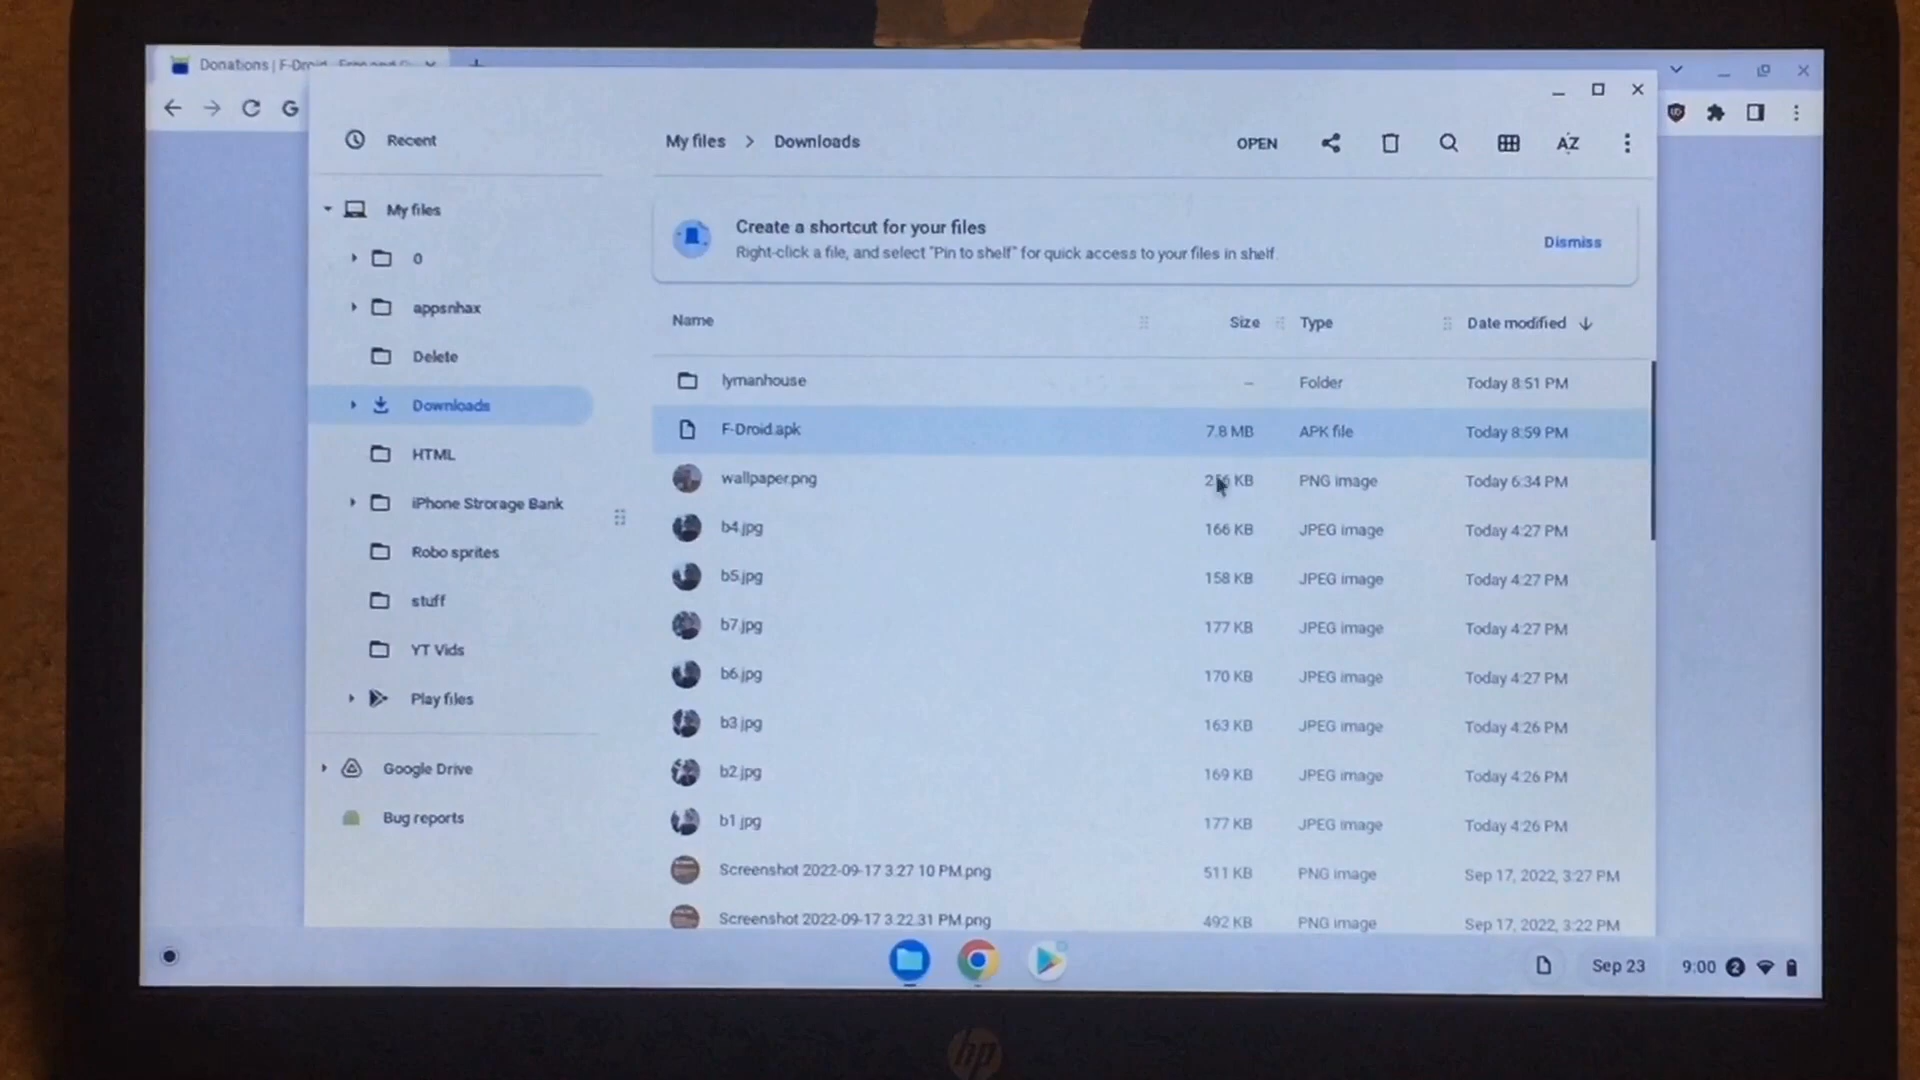 Donations | F-Droid
G
Recent
My files > Downloads
OPEN
AZ
My files
Create a shortcut for your files
Right-click a file, and select "Pin to shelf" for quick access to your files in shelf.
Dismiss
0
appsnhax
Delete
Downloads
HTML
iPhone Strorage Bank
Robo sprites
stuff
YT Vids
Play files
Google Drive
Bug reports
Name Size Type Date modified
lymanhouse – Folder Today 8:51 PM
F-Droid.apk 7.8 MB APK file Today 8:59 PM
wallpaper.png KB PNG image Today 6:34 PM
b4.jpg 166 KB JPEG image Today 4:27 PM
b5.jpg 158 KB JPEG image Today 4:27 PM
b7.jpg 177 KB JPEG image Today 4:27 PM
b6.jpg 170 KB JPEG image Today 4:27 PM
b3.jpg 163 KB JPEG image Today 4:26 PM
b2.jpg 169 KB JPEG image Today 4:26 PM
b1.jpg 177 KB JPEG image Today 4:26 PM
Screenshot 2022-09-17 3.27.10 PM.png 511 KB PNG image Sep 17, 2022, 3:27 PM
Screenshot 2022-09-17 3.22.31 PM.png 492 KB PNG image Sep 17, 2022, 3:22 PM
Sep 23 9:00 2
hp